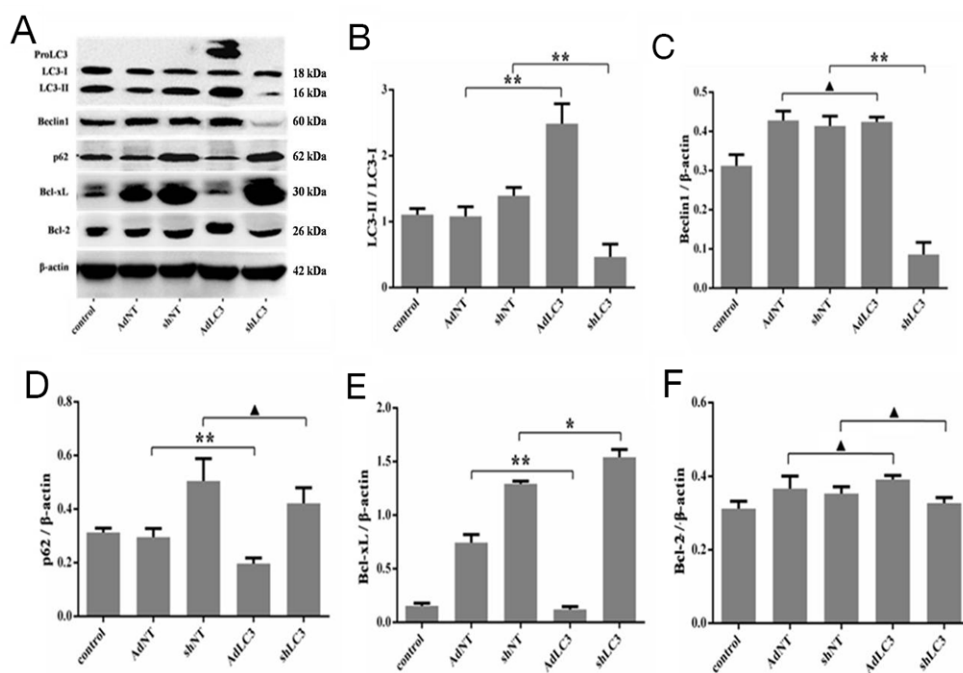 A
ProLC3
LC3-I 18 kDa
LC3-II 16 kDa
Beclin1 60 kDa
p62 62 kDa
Bcl-xL 30 kDa
Bcl-2 26 kDa
β-actin 42 kDa
control AdNT shNT AdLC3 shLC3
B
** **
LC3-II / LC3-I
3
2
1
0
control AdNT shNT AdLC3 shLC3
C
▲ **
Beclin1 / β-actin
0.5
0.4
0.3
0.2
0.1
0.0
control AdNT shNT AdLC3 shLC3
D
** ▲
p62 / β-actin
0.8
0.6
0.4
0.2
0.0
control AdNT shNT AdLC3 shLC3
E
** *
Bcl-xL / β-actin
2.0
1.5
1.0
0.5
0.0
control AdNT shNT AdLC3 shLC3
F
▲ ▲
Bcl-2 / β-actin
0.6
0.4
0.2
0.0
control AdNT shNT AdLC3 shLC3